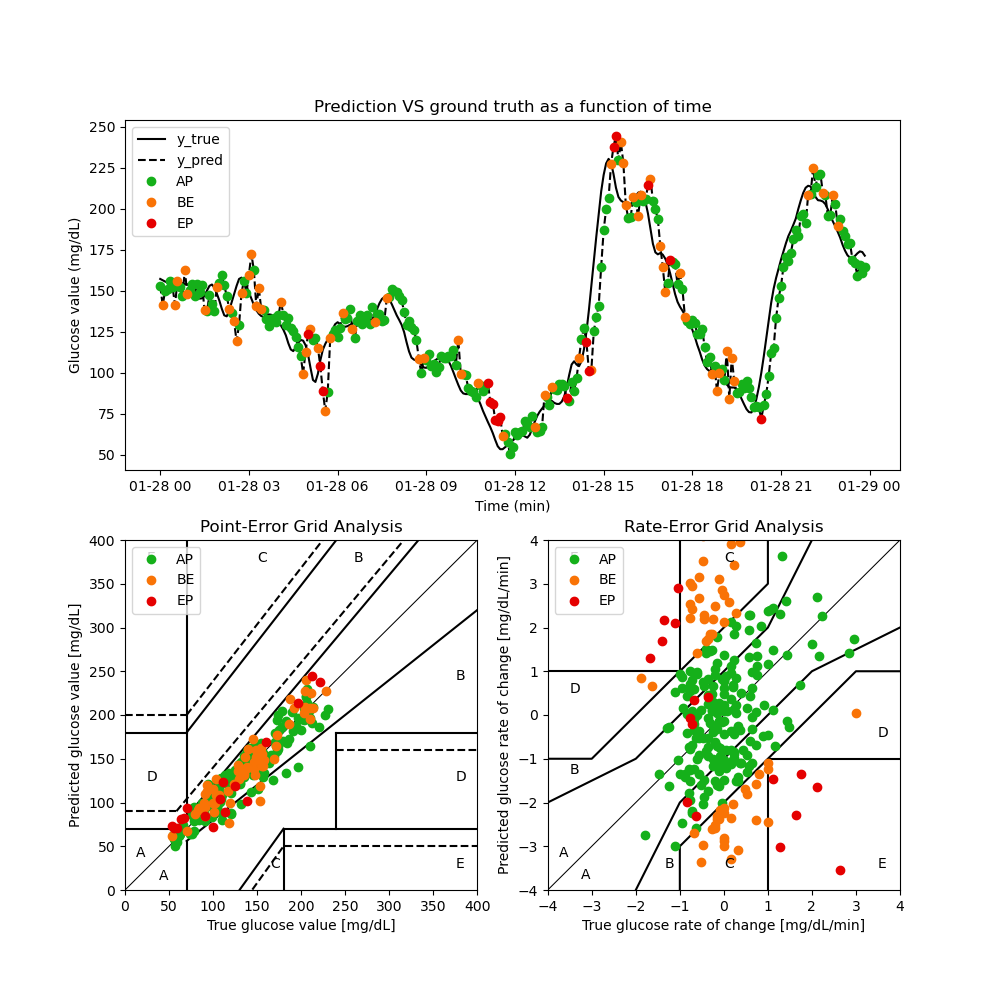 Prediction VS ground truth as a function of time
Glucose value (mg/dL)
250
225
200
175
150
125
100
75
50
y_true
y_pred
AP
BE
EP
01-28 00 01-28 03 01-28 06 01-28 09 01-28 12 01-28 15 01-28 18 01-28 21 01-29 00
Time (min)
Point-Error Grid Analysis
Predicted glucose value [mg/dL]
400
350
300
250
200
150
100
50
0
AP
BE
EP
C B
B
D D
A
A
C E
0 50 100 150 200 250 300 350 400
True glucose value [mg/dL]
Rate-Error Grid Analysis
Predicted glucose rate of change [mg/dL/min]
4
3
2
1
0
−1
−2
−3
−4
AP
BE
EP
C
D
D
B
A
A
B C E
−4 −3 −2 −1 0 1 2 3 4
True glucose rate of change [mg/dL/min]